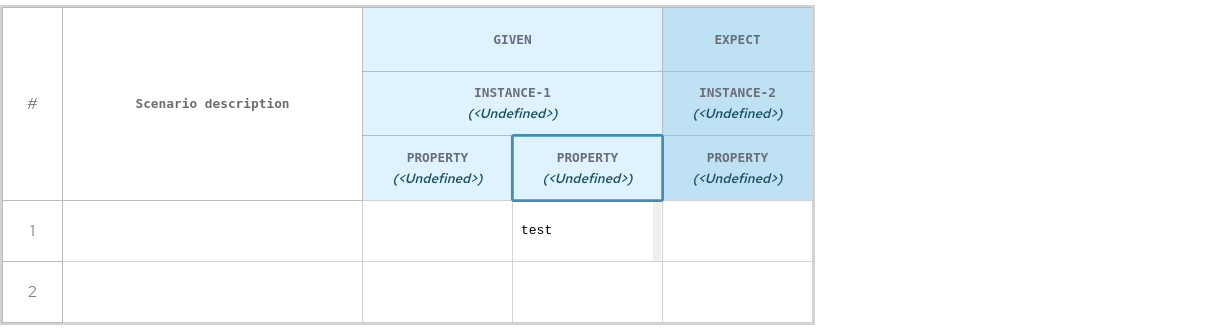 #
Scenario description
GIVEN
EXPECT
INSTANCE-1
(<Undefined>)
INSTANCE-2
(<Undefined>)
PROPERTY
(<Undefined>)
PROPERTY
(<Undefined>)
PROPERTY
(<Undefined>)
1
test
2